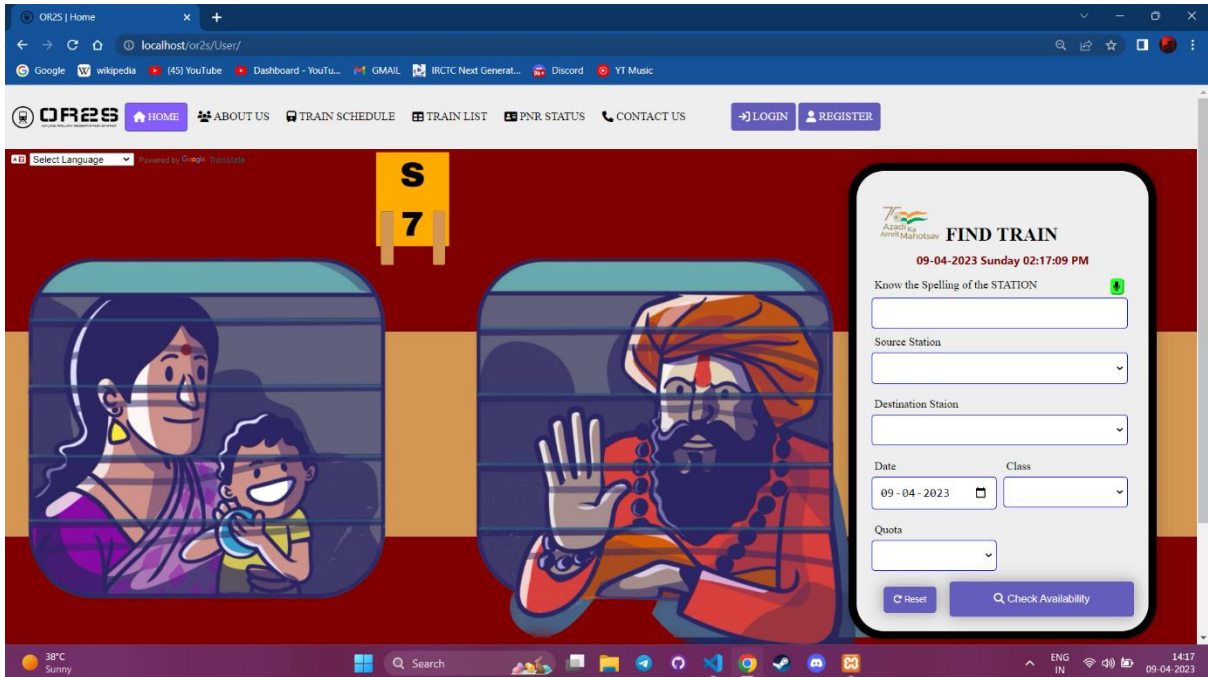 OR2S | Home
localhost/or2s/User/
Google wikipedia (45) YouTube Dashboard - YouTu... GMAIL IRCTC Next Generat... Discord YT Music
OR2S HOME ABOUT US TRAIN SCHEDULE TRAIN LIST PNR STATUS CONTACT US LOGIN REGISTER
Select Language Powered by Google Translate
S
7
75
Azadi Ka
Amrit Mahotsav FIND TRAIN
09-04-2023 Sunday 02:17:09 PM
Know the Spelling of the STATION
Source Station
Destination Staion
Date Class
09-04-2023
Quota
Reset Check Availability
38°C
Sunny
Search
ENG
IN
14:17
09-04-2023